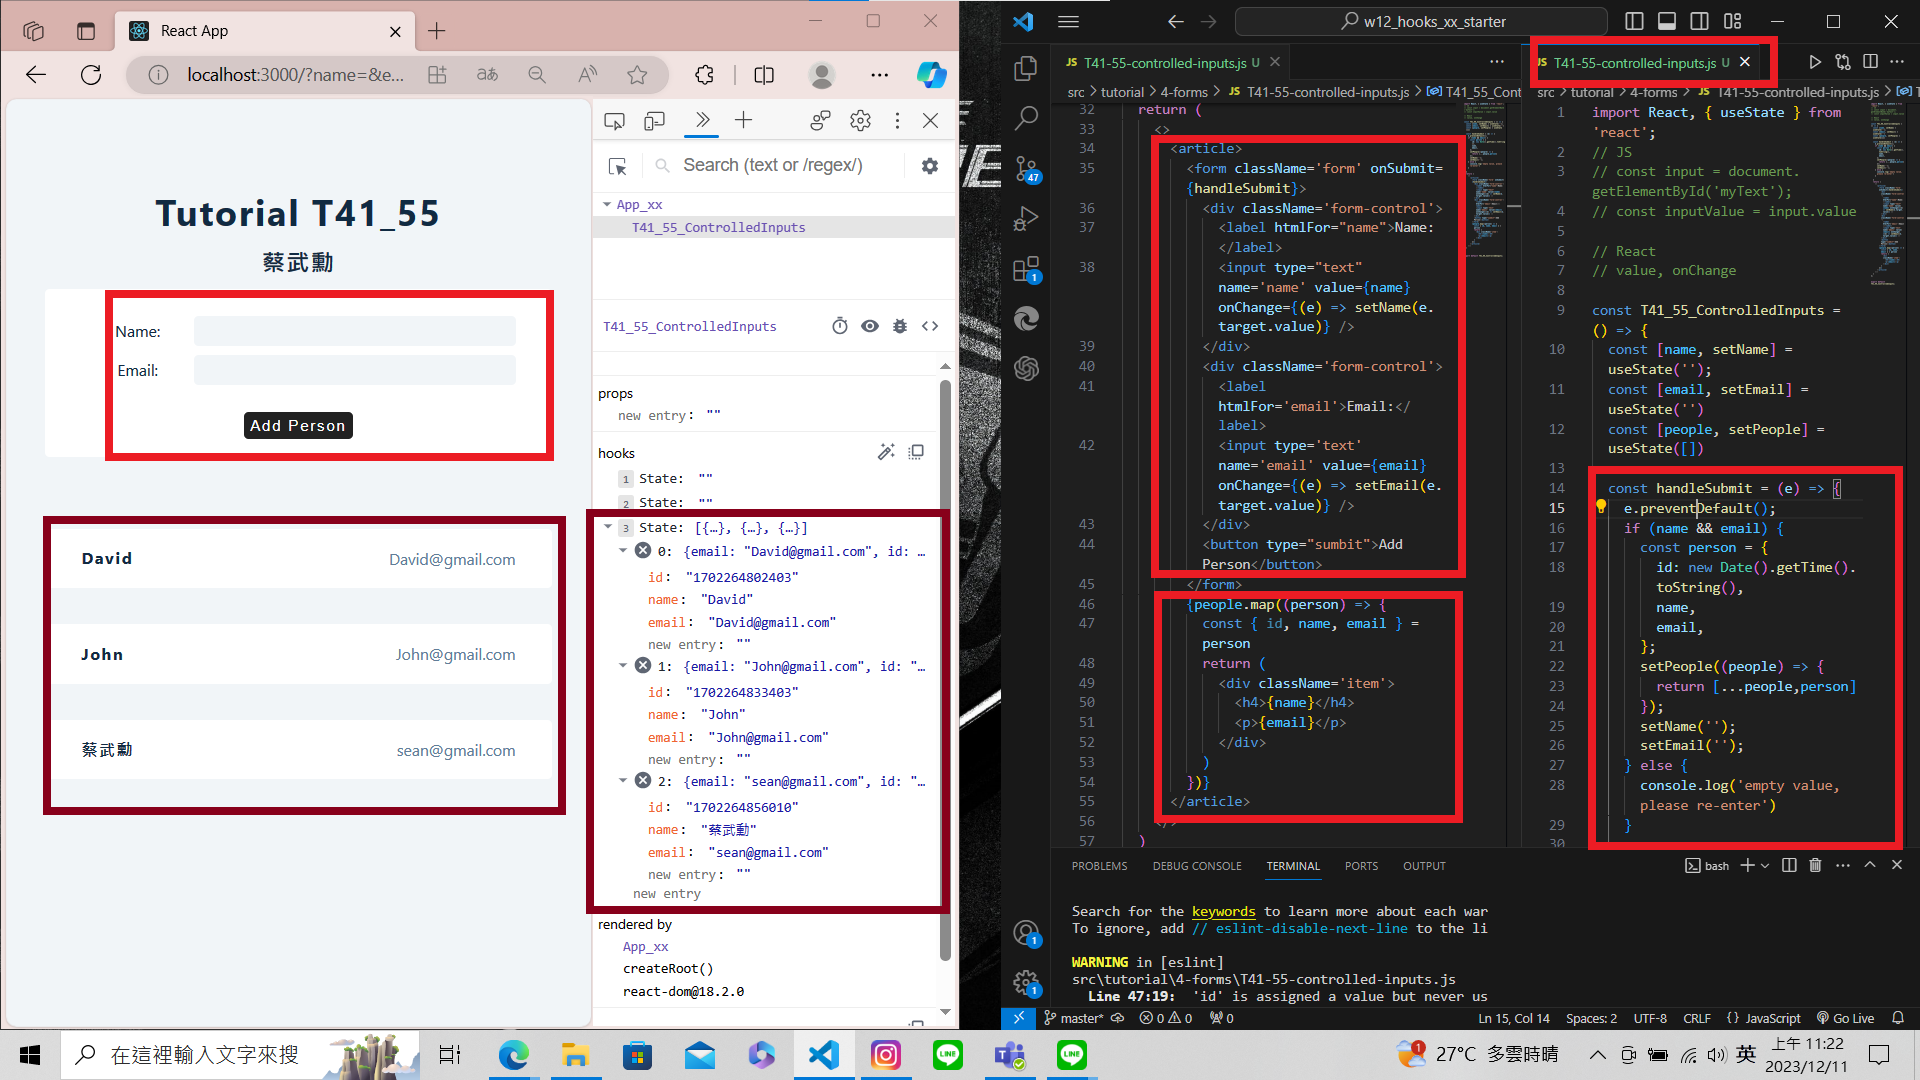 React App
localhost:3000/?name=&e...
Tutorial T41_55
蔡武勳
Name:
Email:
Add Person
David
David@gmail.com
John
John@gmail.com
蔡武勳
sean@gmail.com
Search (text or /regex/)
App_xx
T41_55_ControlledInputs
T41_55_ControlledInputs
props
new entry: ""
hooks
1 State: ""
2 State: ""
3 State: [{…}, {…}, {…}]
0: {email: "David@gmail.com", id: …
id: "1702264802403"
name: "David"
email: "David@gmail.com"
new entry: ""
1: {email: "John@gmail.com", id: "…
id: "1702264833403"
name: "John"
email: "John@gmail.com"
new entry: ""
2: {email: "sean@gmail.com", id: "…
id: "1702264856010"
name: "蔡武勳"
email: "sean@gmail.com"
new entry: ""
new entry
rendered by
App_xx
createRoot()
react-dom@18.2.0
w12_hooks_xx_starter
JS T41-55-controlled-inputs.js U
src > tutorial > 4-forms > JS T41-55-controlled-inputs.js > T41_55_Cont
32 return (
33 <>
34 <article>
35 <form className='form' onSubmit=
{handleSubmit}>
36 <div className='form-control'>
37 <label htmlFor="name">Name:
</label>
38 <input type="text"
name='name' value={name}
onChange={(e) => setName(e.
target.value)} />
39 </div>
40 <div className='form-control'>
41 <label
htmlFor='email'>Email:</
label>
42 <input type='text'
name='email' value={email}
onChange={(e) => setEmail(e.
target.value)} />
43 </div>
44 <button type="sumbit">Add
Person</button>
45 </form>
46 {people.map((person) => {
47 const { id, name, email } =
person
48 return (
49 <div className='item'>
50 <h4>{name}</h4>
51 <p>{email}</p>
52 </div>
53 )
54 })}
55 </article>
56
57 )
JS T41-55-controlled-inputs.js U
src > tutorial > 4-forms > JS T41-55-controlled-inputs.js > T
1 import React, { useState } from
'react';
2 // JS
3 // const input = document.
getElementById('myText');
4 // const inputValue = input.value
5
6 // React
7 // value, onChange
8
9 const T41_55_ControlledInputs =
() => {
10 const [name, setName] =
useState('');
11 const [email, setEmail] =
useState('')
12 const [people, setPeople] =
useState([])
13
14 const handleSubmit = (e) => {
15 e.preventDefault();
16 if (name && email) {
17 const person = {
18 id: new Date().getTime().
toString(),
19 name,
20 email,
21 };
22 setPeople((people) => {
23 return [...people,person]
24 });
25 setName('');
26 setEmail('');
27 } else {
28 console.log('empty value,
please re-enter')
29 }
30
PROBLEMS DEBUG CONSOLE TERMINAL PORTS OUTPUT
bash
Search for the keywords to learn more about each war
To ignore, add // eslint-disable-next-line to the li
WARNING in [eslint]
src\tutorial\4-forms\T41-55-controlled-inputs.js
Line 47:19: 'id' is assigned a value but never us
master* 0 0 0
Ln 15, Col 14 Spaces: 2 UTF-8 CRLF {} JavaScript Go Live
在這裡輸入文字來搜
27°C 多雲時晴
英
上午 11:22
2023/12/11